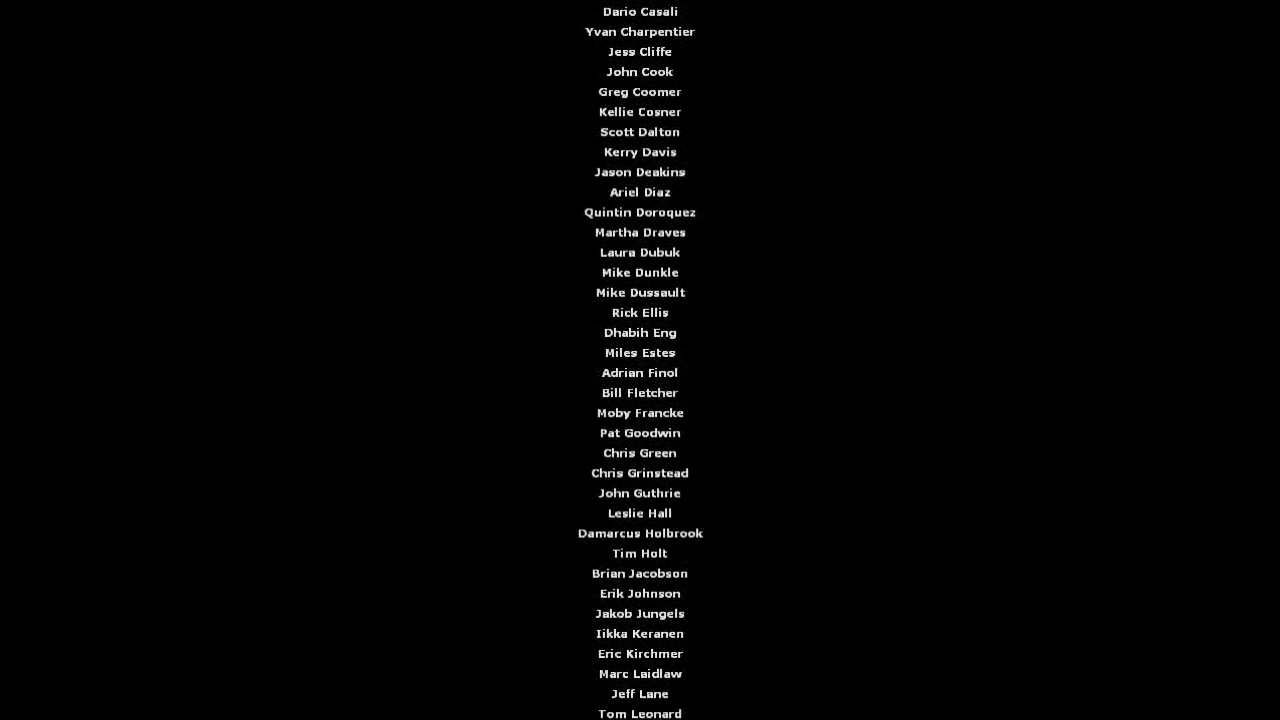 Dario Casali
Yvan Charpentier
Jess Cliffe
John Cook
Greg Coomer
Kellie Cosner
Scott Dalton
Kerry Davis
Jason Deakins
Ariel Diaz
Quintin Doroquez
Martha Draves
Laura Dubuk
Mike Dunkle
Mike Dussault
Rick Ellis
Dhabih Eng
Miles Estes
Adrian Finol
Bill Fletcher
Moby Francke
Pat Goodwin
Chris Green
Chris Grinstead
John Guthrie
Leslie Hall
Damarcus Holbrook
Tim Holt
Brian Jacobson
Erik Johnson
Jakob Jungels
Iikka Keranen
Eric Kirchmer
Marc Laidlaw
Jeff Lane
Tom Leonard